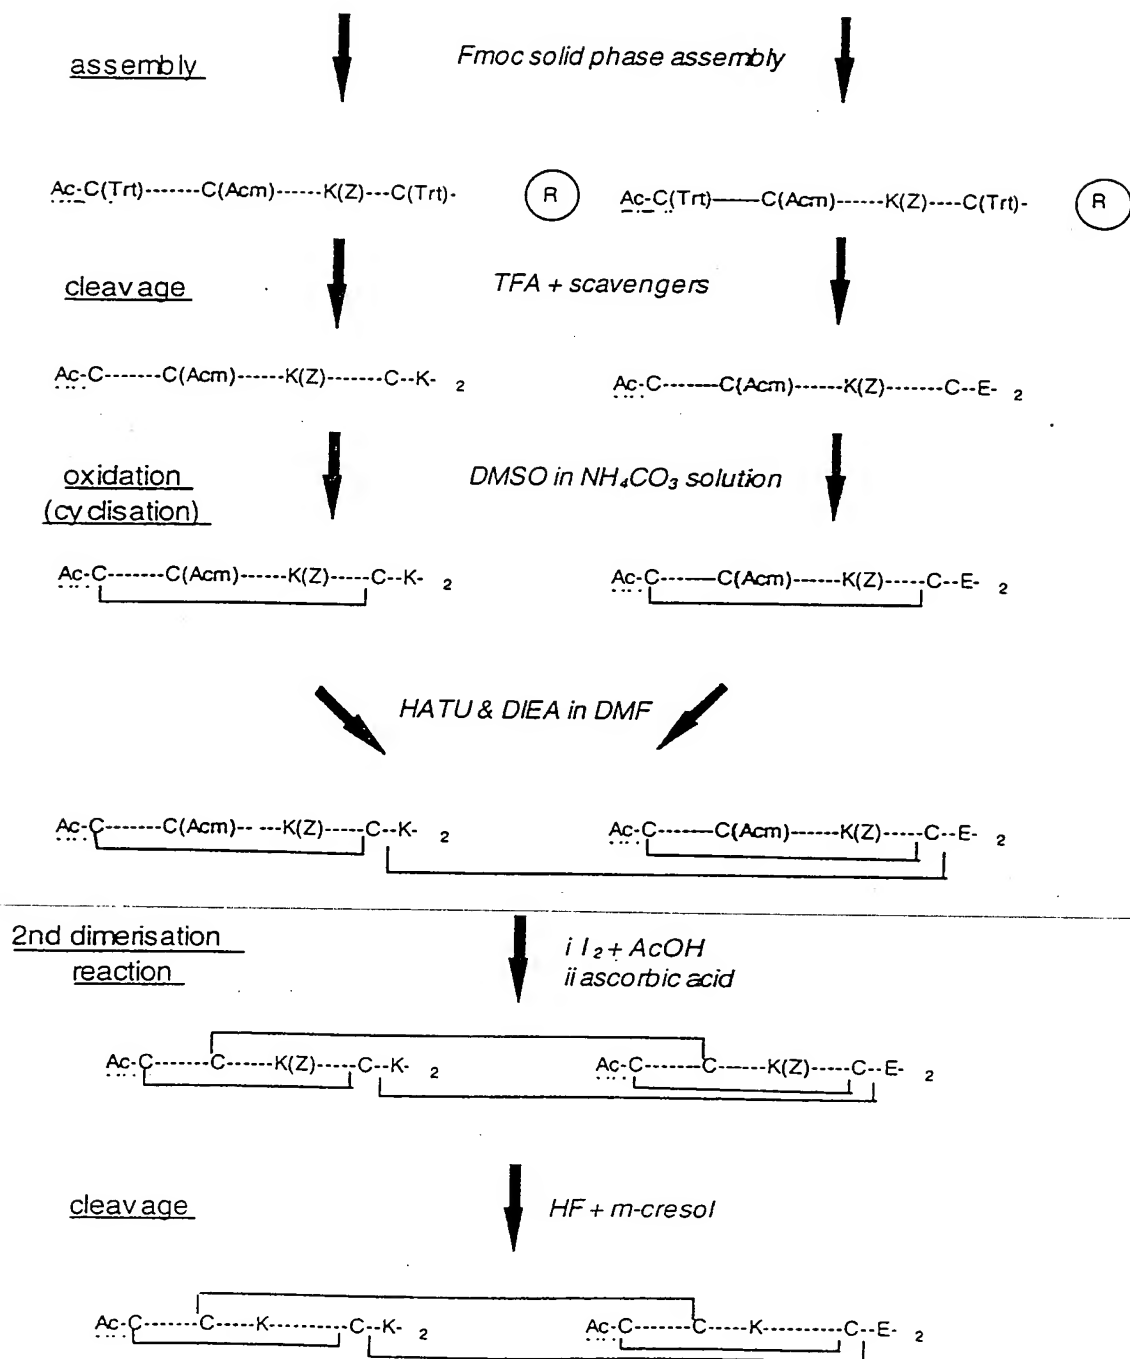 assembly
Fmoc solid phase assembly
Ac-C(Trt)-------C(Acm)------K(Z)---C(Trt)-
R
Ac-C(Trt)——C(Acm)------K(Z)----C(Trt)-
R
cleavage
TFA + scavengers
Ac-C-------C(Acm)------K(Z)-------C--K- 2
Ac-C-------C(Acm)------K(Z)-------C--E- 2
oxidation
(cyclisation)
DMSO in NH₄CO₃ solution
Ac-C-------C(Acm)------K(Z)-----C--K- 2
Ac-C-------C(Acm)------K(Z)-----C--E- 2
HATU & DIEA in DMF
Ac-C-------C(Acm)-- ---K(Z)-----C--K- 2
Ac-C-------C(Acm)------K(Z)-----C--E- 2
2nd dimerisation
reaction
i I₂ + AcOH
ii ascorbic acid
Ac-C-------C------K(Z)-----C--K- 2
Ac-C-------C------K(Z)-----C--E- 2
cleavage
HF + m-cresol
Ac-C-------C-----K----------C--K- 2
Ac-C-------C-----K----------C--E- 2